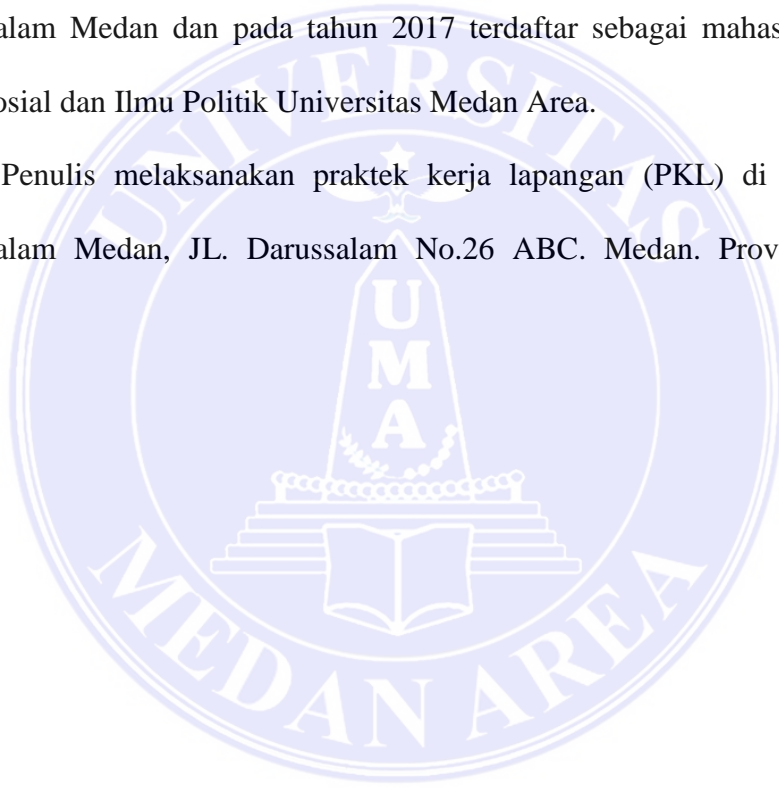 alam Medan dan pada tahun 2017 terdaftar sebagai mahas
osial dan Ilmu Politik Universitas Medan Area.
Penulis melaksanakan praktek kerja lapangan (PKL) di
alam Medan, JL. Darussalam No.26 ABC. Medan. Prov
UNIVERSITAS
U
M
A
MEDAN AREA